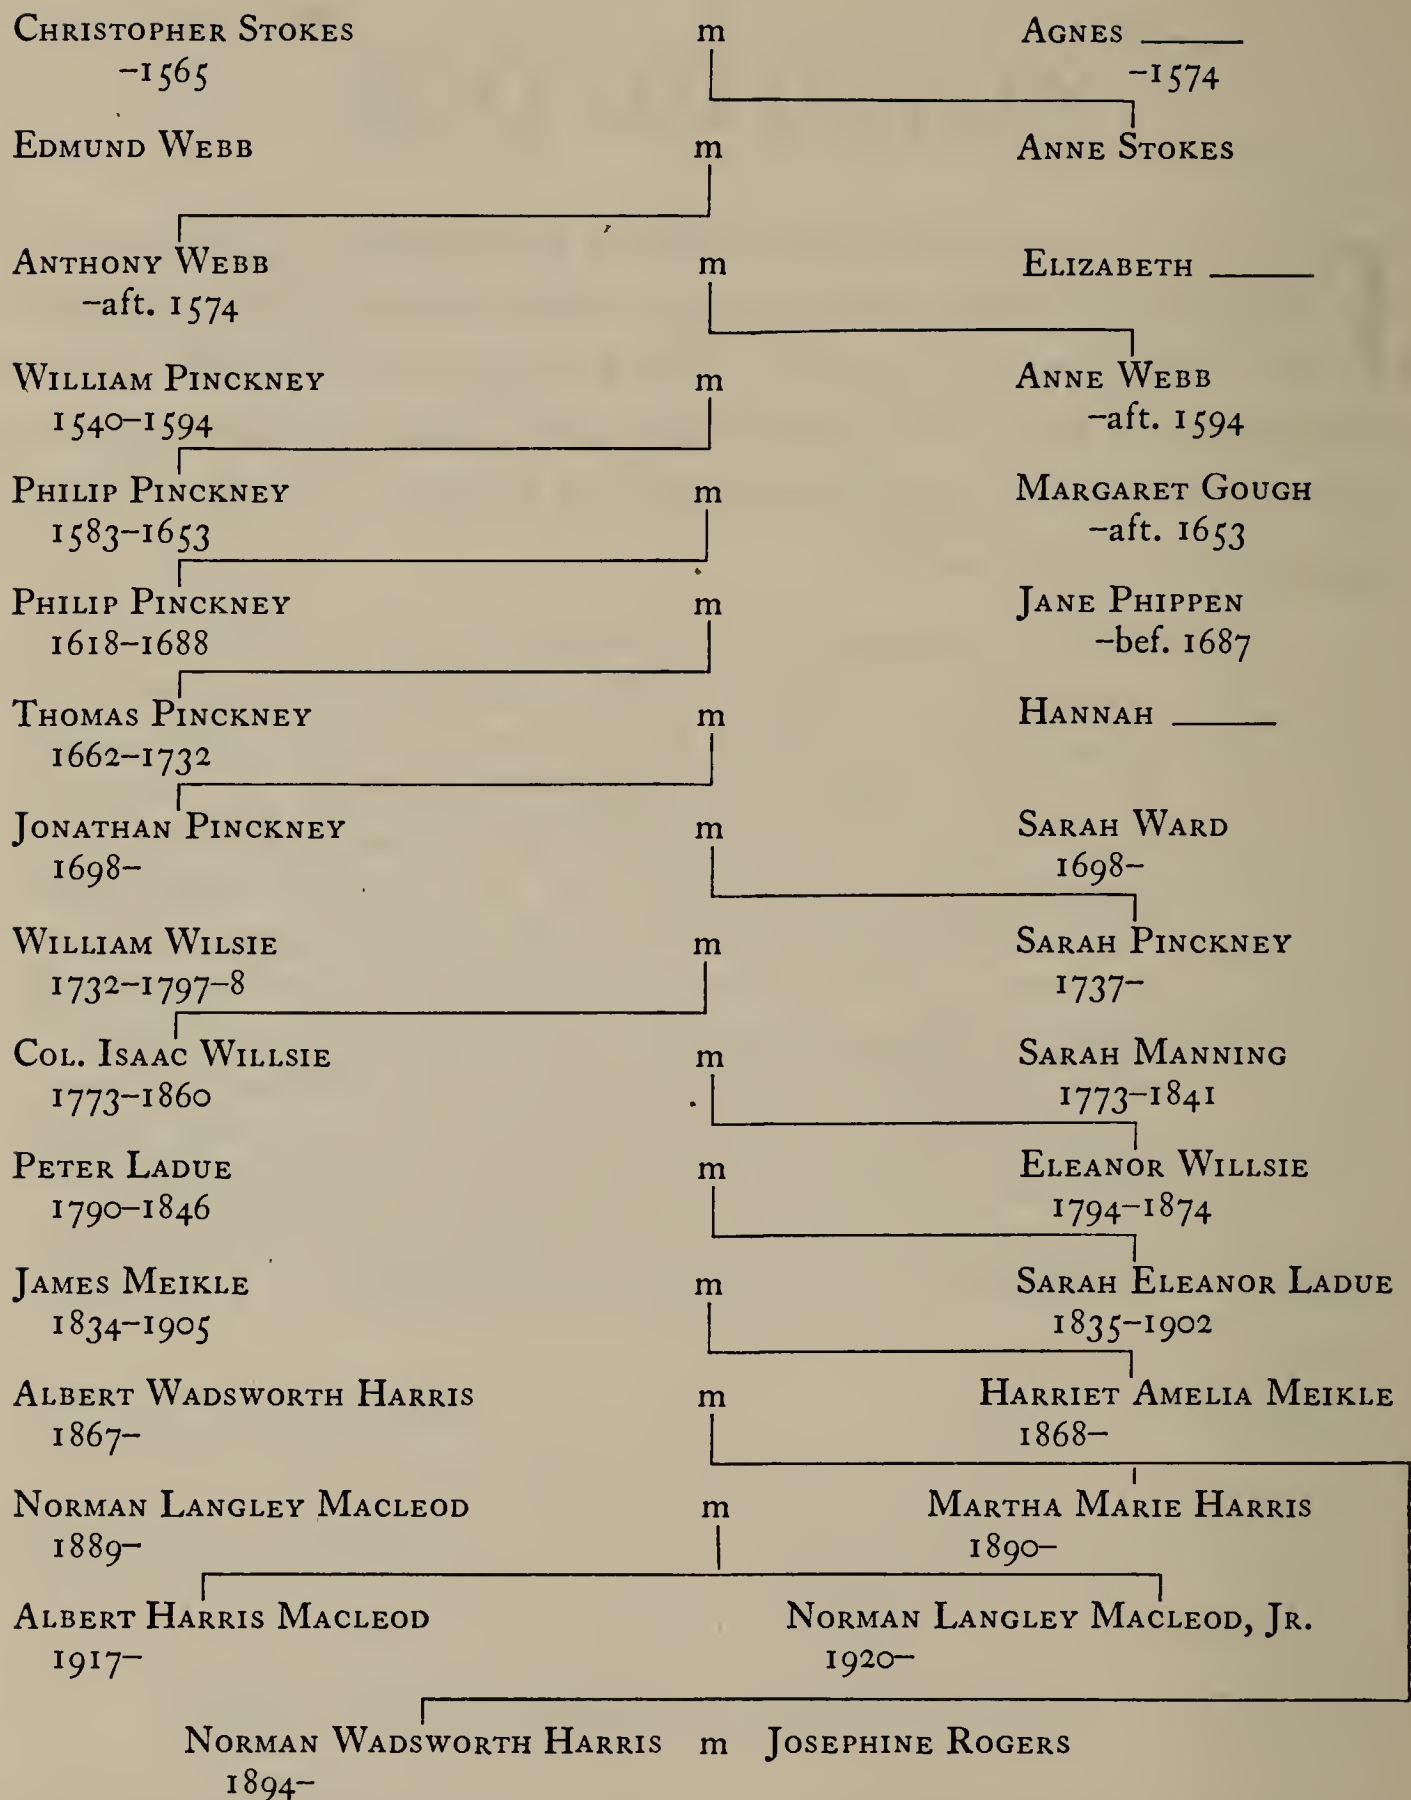 CHRISTOPHER STOKES m AGNES ______
–1565 –1574
EDMUND WEBB m ANNE STOKES
ANTHONY WEBB m ELIZABETH ______
–aft. 1574
WILLIAM PINCKNEY m ANNE WEBB
1540–1594 –aft. 1594
PHILIP PINCKNEY m MARGARET GOUGH
1583–1653 –aft. 1653
PHILIP PINCKNEY m JANE PHIPPEN
1618–1688 –bef. 1687
THOMAS PINCKNEY m HANNAH ______
1662–1732
JONATHAN PINCKNEY m SARAH WARD
1698– 1698–
WILLIAM WILSIE m SARAH PINCKNEY
1732–1797–8 1737–
COL. ISAAC WILLSIE m SARAH MANNING
1773–1860 1773–1841
PETER LADUE m ELEANOR WILLSIE
1790–1846 1794–1874
JAMES MEIKLE m SARAH ELEANOR LADUE
1834–1905 1835–1902
ALBERT WADSWORTH HARRIS m HARRIET AMELIA MEIKLE
1867– 1868–
NORMAN LANGLEY MACLEOD m MARTHA MARIE HARRIS
1889– 1890–
ALBERT HARRIS MACLEOD NORMAN LANGLEY MACLEOD, JR.
1917– 1920–
NORMAN WADSWORTH HARRIS m JOSEPHINE ROGERS
1894–